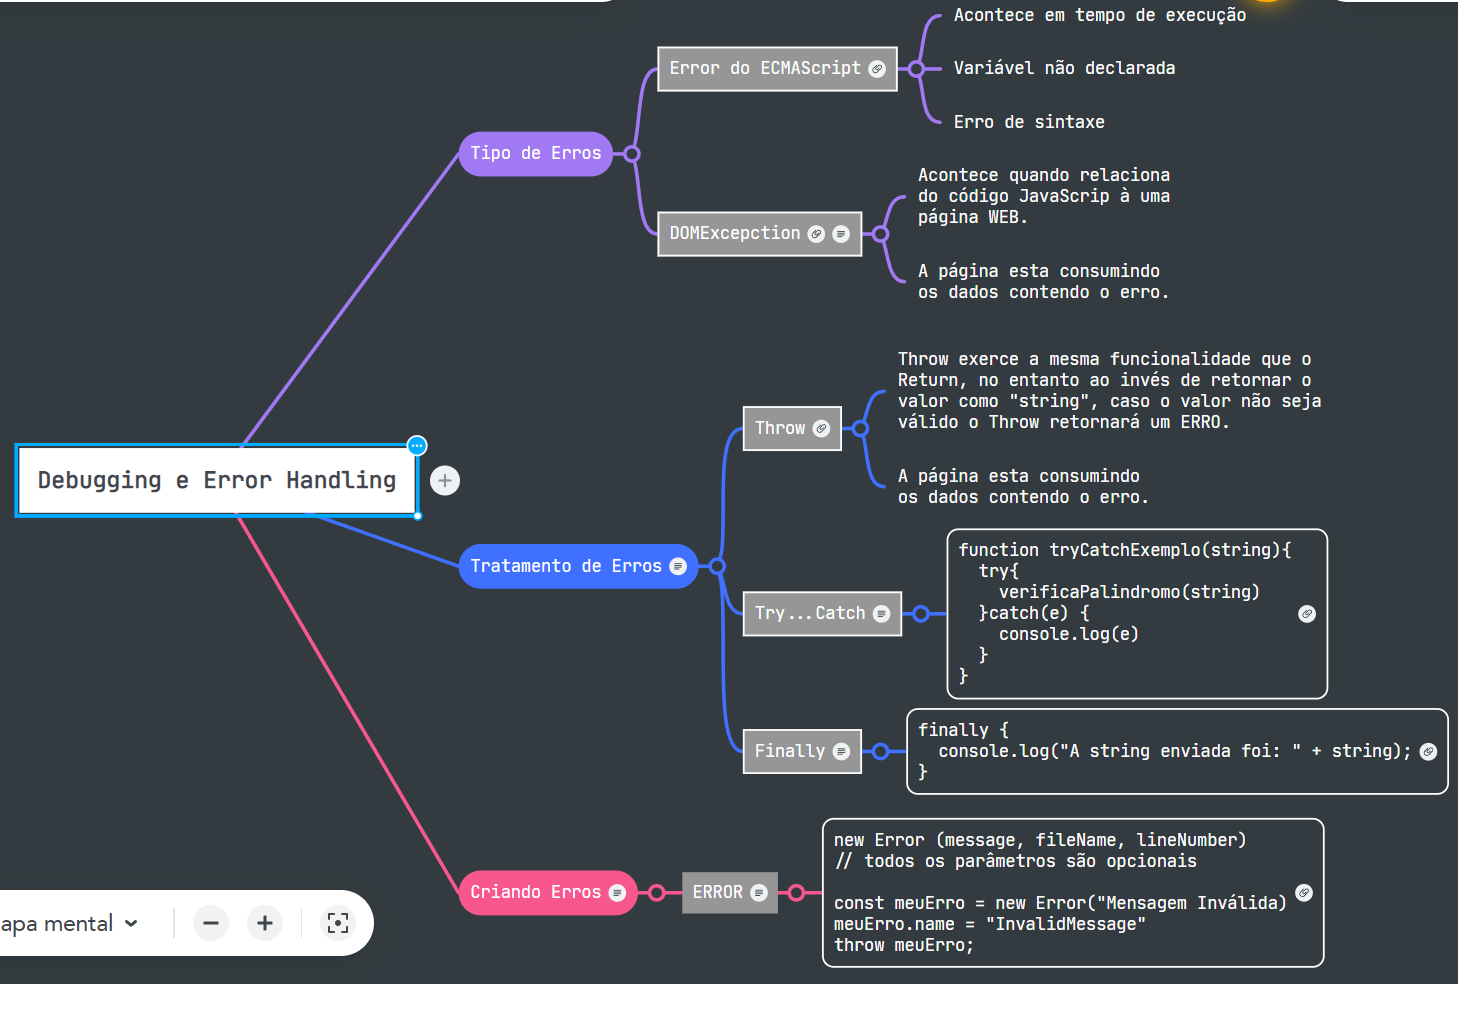 Acontece em tempo de execução
Error do ECMAScript
Variável não declarada
Erro de sintaxe
Tipo de Erros
Acontece quando relaciona
do código JavaScrip à uma
página WEB.
DOMExcepction
A página esta consumindo
os dados contendo o erro.
Throw exerce a mesma funcionalidade que o
Return, no entanto ao invés de retornar o
valor como "string", caso o valor não seja
válido o Throw retornará um ERRO.
Throw
A página esta consumindo
os dados contendo o erro.
Debugging e Error Handling
Tratamento de Erros
function tryCatchExemplo(string){
try{
verificaPalindromo(string)
}catch(e) {
console.log(e)
}
}
Try...Catch
finally {
console.log("A string enviada foi: " + string);
}
Finally
new Error (message, fileName, lineNumber)
// todos os parâmetros são opcionais
const meuErro = new Error("Mensagem Inválida)
meuErro.name = "InvalidMessage"
throw meuErro;
Criando Erros
ERROR
apa mental